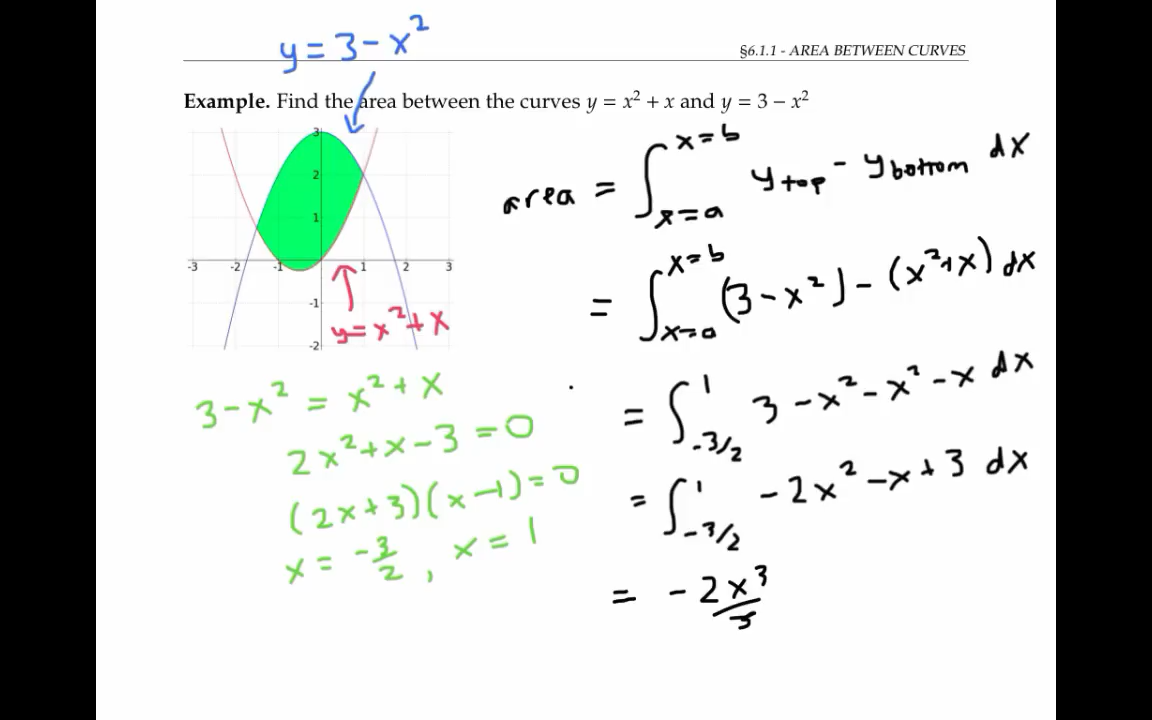 y = 3 - x²
§6.1.1 - AREA BETWEEN CURVES
Example. Find the area between the curves y = x² + x and y = 3 − x²
3
2
1
-3 -2 -1 1 2 3
-1
-2
y = x² + x
area = ∫_{x=a}^{x=b} y_top - y_bottom dx
= ∫_{x=a}^{x=b} (3 - x²) - (x² + x) dx
3 - x² = x² + x
2x² + x - 3 = 0
(2x + 3)(x - 1) = 0
x = -3/2, x = 1
= ∫_{-3/2}^{1} 3 - x² - x² - x dx
= ∫_{-3/2}^{1} -2x² - x + 3 dx
= -2x³/3